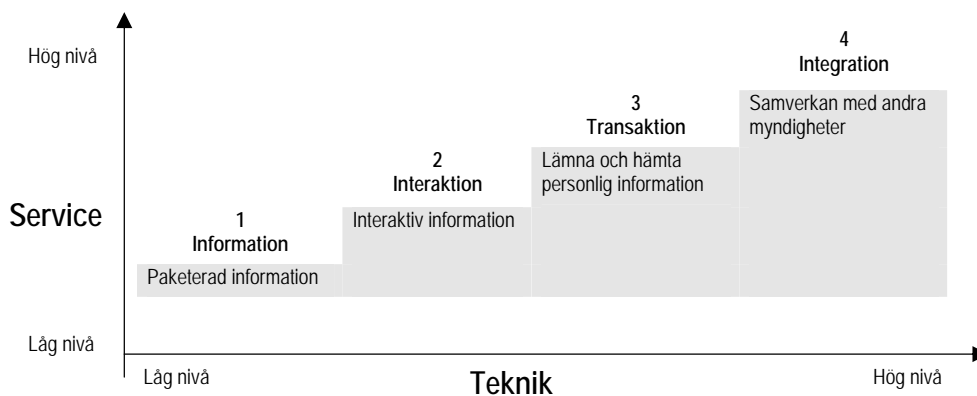 Hög nivå
4
Integration
Samverkan med andra
myndigheter
3
Transaktion
Lämna och hämta
personlig information
2
Interaktion
Interaktiv information
Service
1
Information
Paketerad information
Låg nivå
Låg nivå
Teknik
Hög nivå